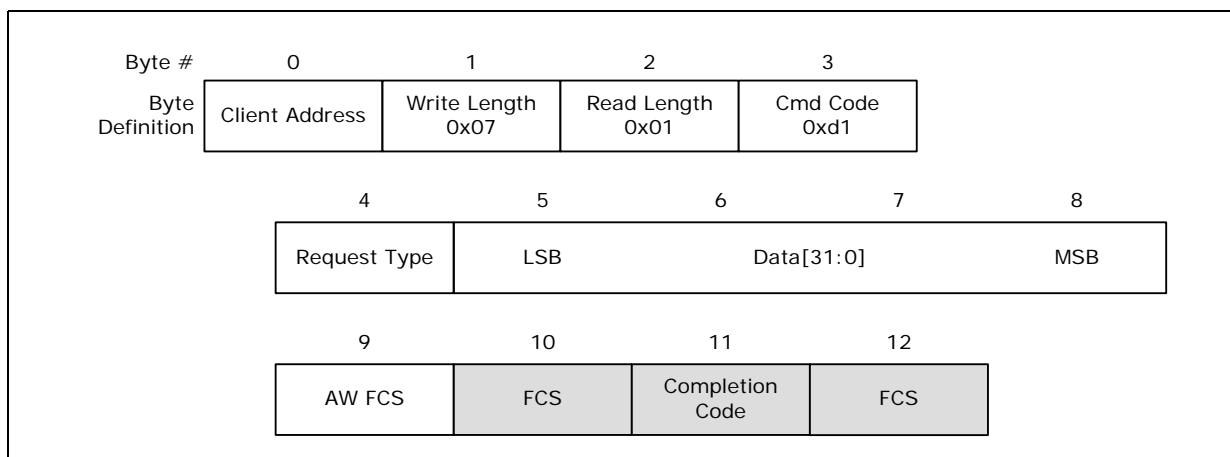 Byte # 0 1 2 3
Byte Definition
Client Address
Write Length
0x07
Read Length
0x01
Cmd Code
0xd1
4 5 6 7 8
Request Type LSB Data[31:0] MSB
9 10 11 12
AW FCS
FCS
Completion
Code
FCS